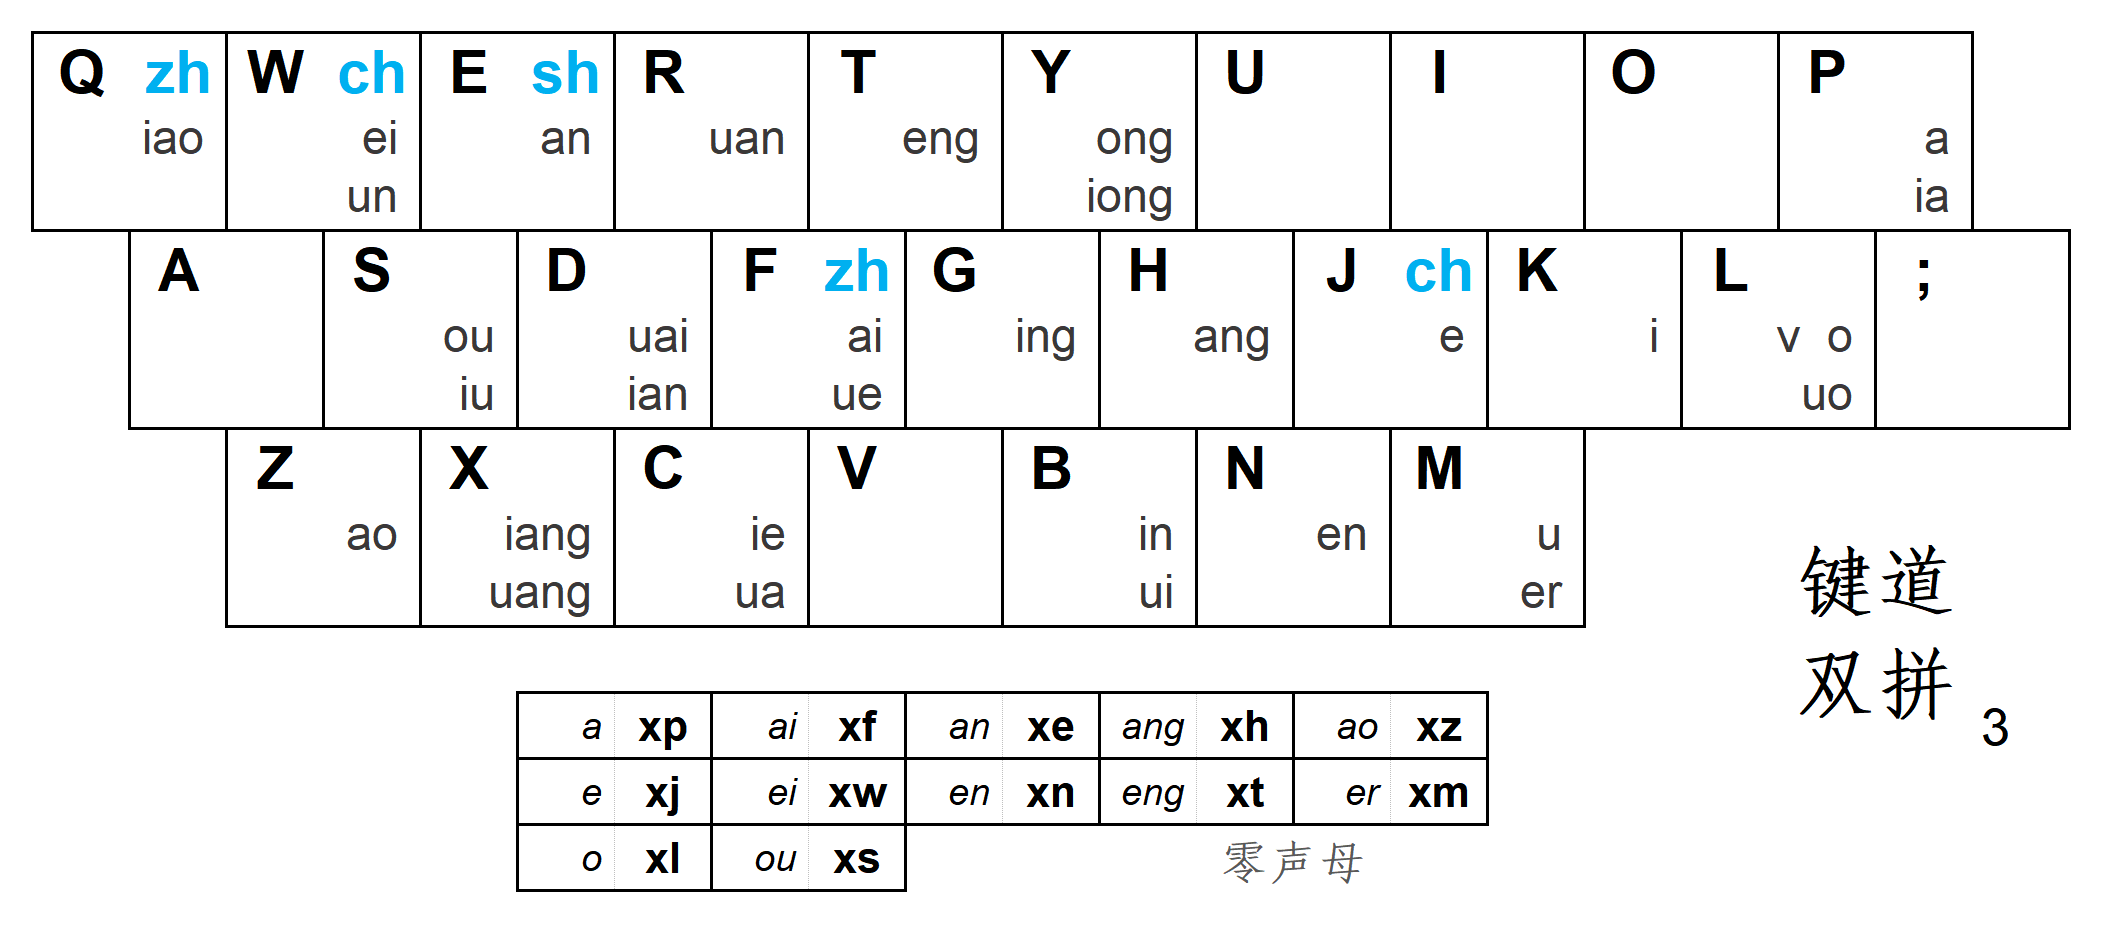 Q zh W ch E sh R T Y U I O P
iao ei an uan eng ong a
un iong ia
A S D F zh G H J ch K L ;
ou uai ai ing ang e i v o
iu ian ue uo
Z X C V B N M
ao iang ie in en u
uang ua ui er
键道
双拼 3
a xp ai xf an xe ang xh ao xz
e xj ei xw en xn eng xt er xm
o xl ou xs 零声母